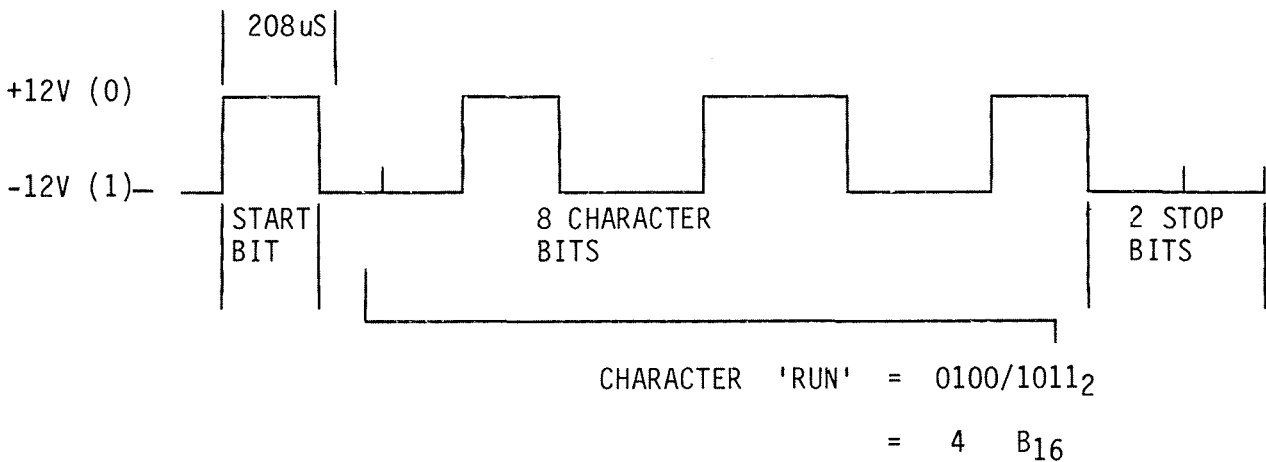 208uS
+12V (0)
-12V (1)
START
BIT
8 CHARACTER
BITS
2 STOP
BITS
CHARACTER 'RUN' = 0100/1011₂
= 4 B₁₆